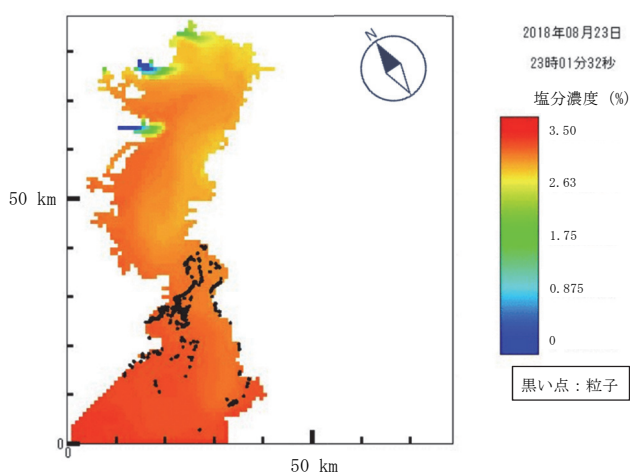 N
2018年08月23日
23時01分32秒
塩分濃度 (%)
3.50
2.63
1.75
0.875
0
黒い点：粒子
50 km
0
0
50 km